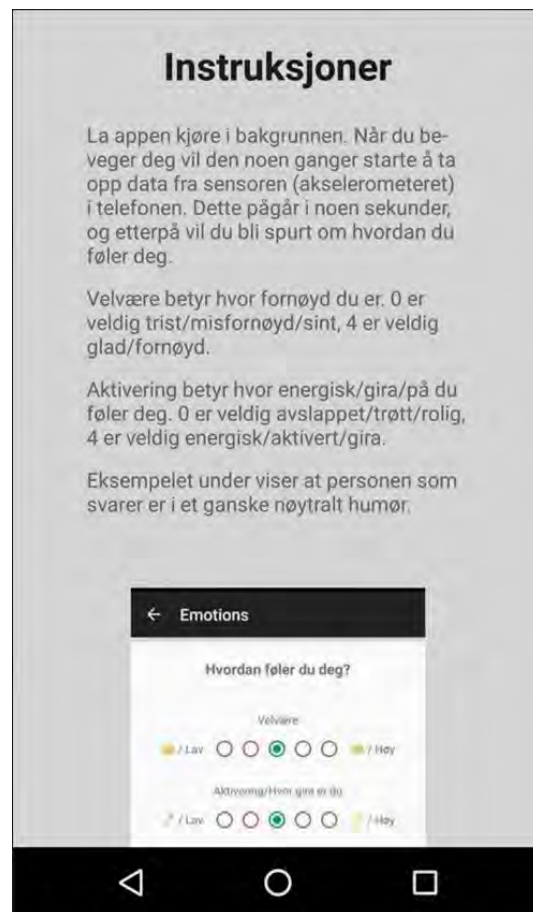 Instruksjoner
La appen kjøre i bakgrunnen. Når du be-
veger deg vil den noen ganger starte å ta
opp data fra sensoren (akselerometeret)
i telefonen. Dette pågår i noen sekunder,
og etterpå vil du bli spurt om hvordan du
føler deg.
Velvære betyr hvor fornøyd du er. 0 er
veldig trist/misfornøyd/sint, 4 er veldig
glad/fornøyd.
Aktivering betyr hvor energisk/gira/på du
føler deg. 0 er veldig avslappet/trøtt/rolig,
4 er veldig energisk/aktivert/gira.
Eksempelet under viser at personen som
svarer er i et ganske nøytralt humør.
Emotions
Hvordan føler du deg?
Velvære
/ Lav / Høy
Aktivering/Hvor gira er du
/ Lav / Høy